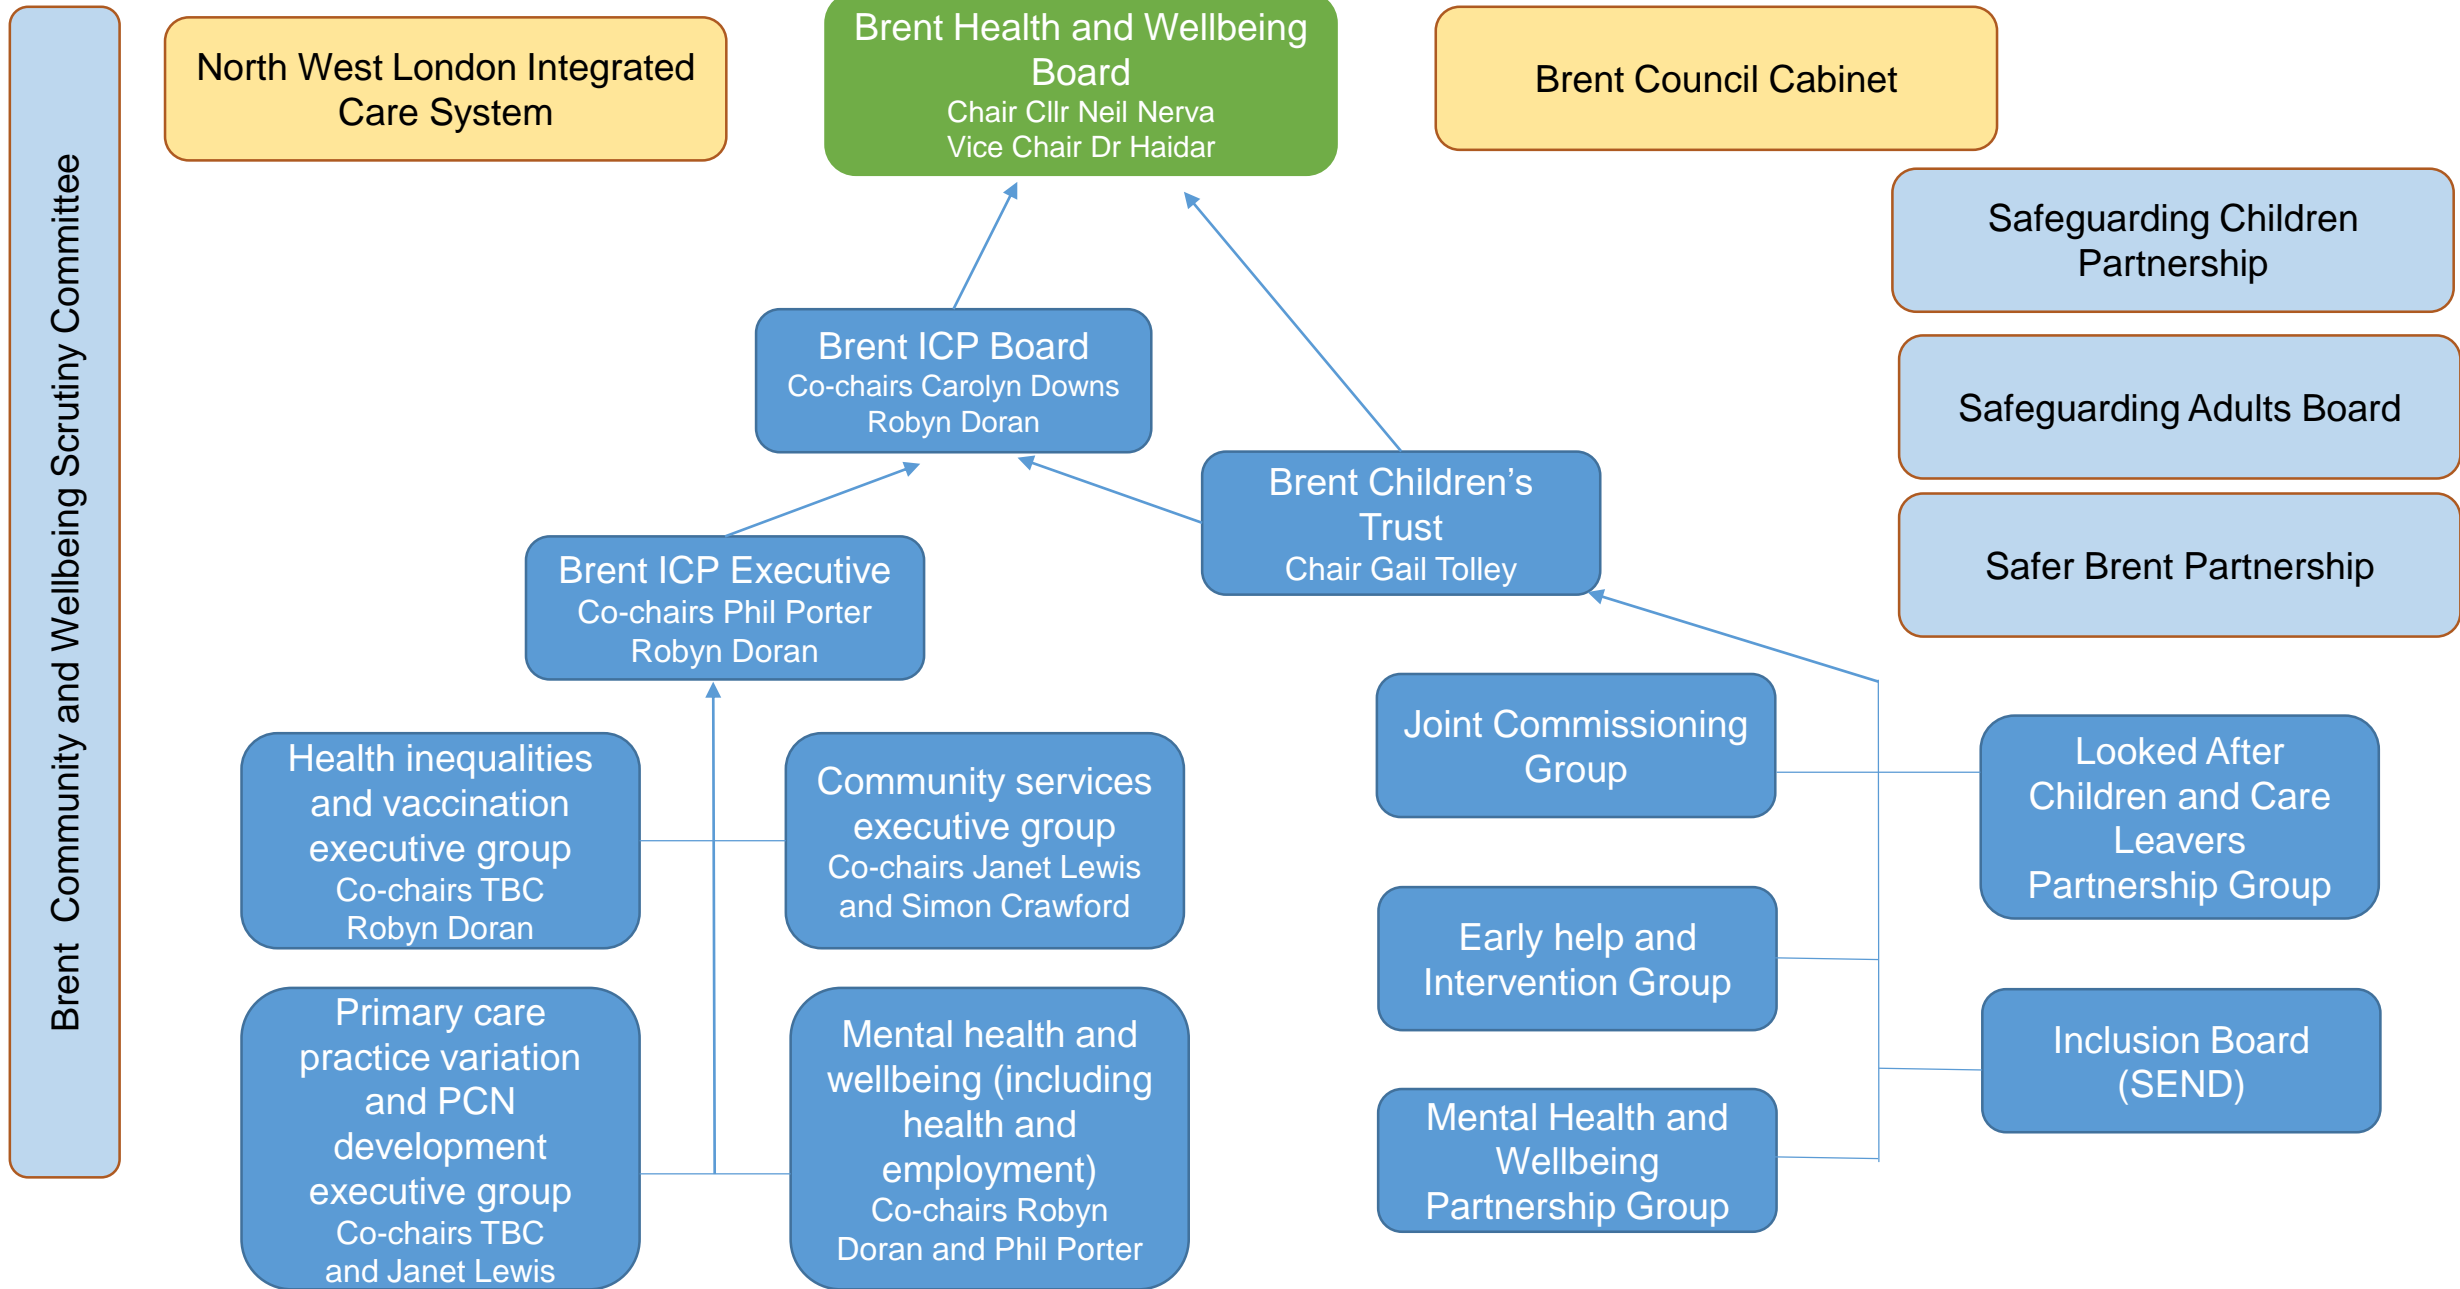 Brent  Community and Wellbeing Scrutiny Committee
North West London Integrated
Care System
Brent Health and Wellbeing
Board
Chair Cllr Neil Nerva
Vice Chair Dr Haidar
Brent Council Cabinet
Safeguarding Children
Partnership
Safeguarding Adults Board
Safer Brent Partnership
Brent ICP Board
Co-chairs Carolyn Downs
Robyn Doran
Brent Children’s
Trust
Chair Gail Tolley
Brent ICP Executive
Co-chairs Phil Porter
Robyn Doran
Health inequalities
and vaccination
executive group
Co-chairs TBC
Robyn Doran
Community services
executive group
Co-chairs Janet Lewis
and Simon Crawford
Primary care
practice variation
and PCN
development
executive group
Co-chairs TBC
and Janet Lewis
Mental health and
wellbeing (including
health and
employment)
Co-chairs Robyn
Doran and Phil Porter
Joint Commissioning
Group
Looked After
Children and Care
Leavers
Partnership Group
Early help and
Intervention Group
Inclusion Board
(SEND)
Mental Health and
Wellbeing
Partnership Group